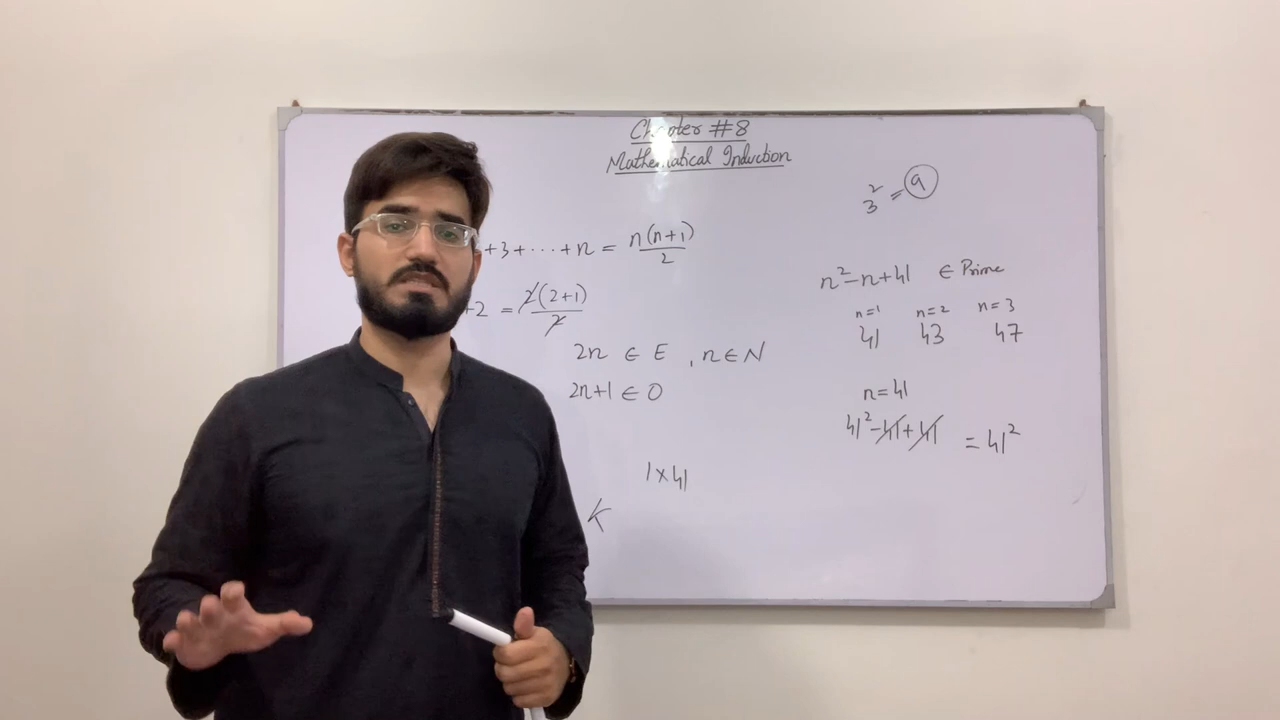 Chapter #8
Mathematical Induction
3² = 9
+3+···+n = n(n+1)/2
n²-n+41 ∈ Prime
+2 = 2(2+1)/2
n=1 n=2 n=3
41 43 47
2n ∈ E , n∈N
2n+1 ∈ O
n=41
41²-41+41 = 41²
1×41
K